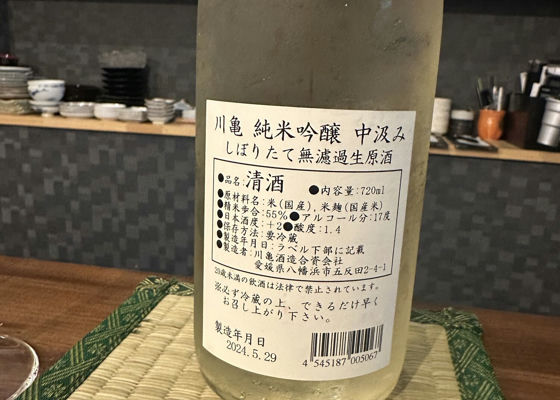 川亀 純米吟醸 中汲み
しぼりたて無濾過生原酒
●品名:清酒 ●内容量:720ml
●原材料名:米(国産),米麹(国産米)
●精米歩合:55% ●アルコール分:17度
●日本酒度:+2 ●酸度:1.4
●保存方法:要冷蔵
●製造年月日:ラベル下部に記載
●製造者:川亀酒造合資会社
愛媛県八幡浜市五反田2-4-1
20歳未満の飲酒は法律で禁止されています。
※必ず冷蔵の上、できるだけ早く
お召し上がり下さい。
製造年月日
2024.5.29
4 545187 005067